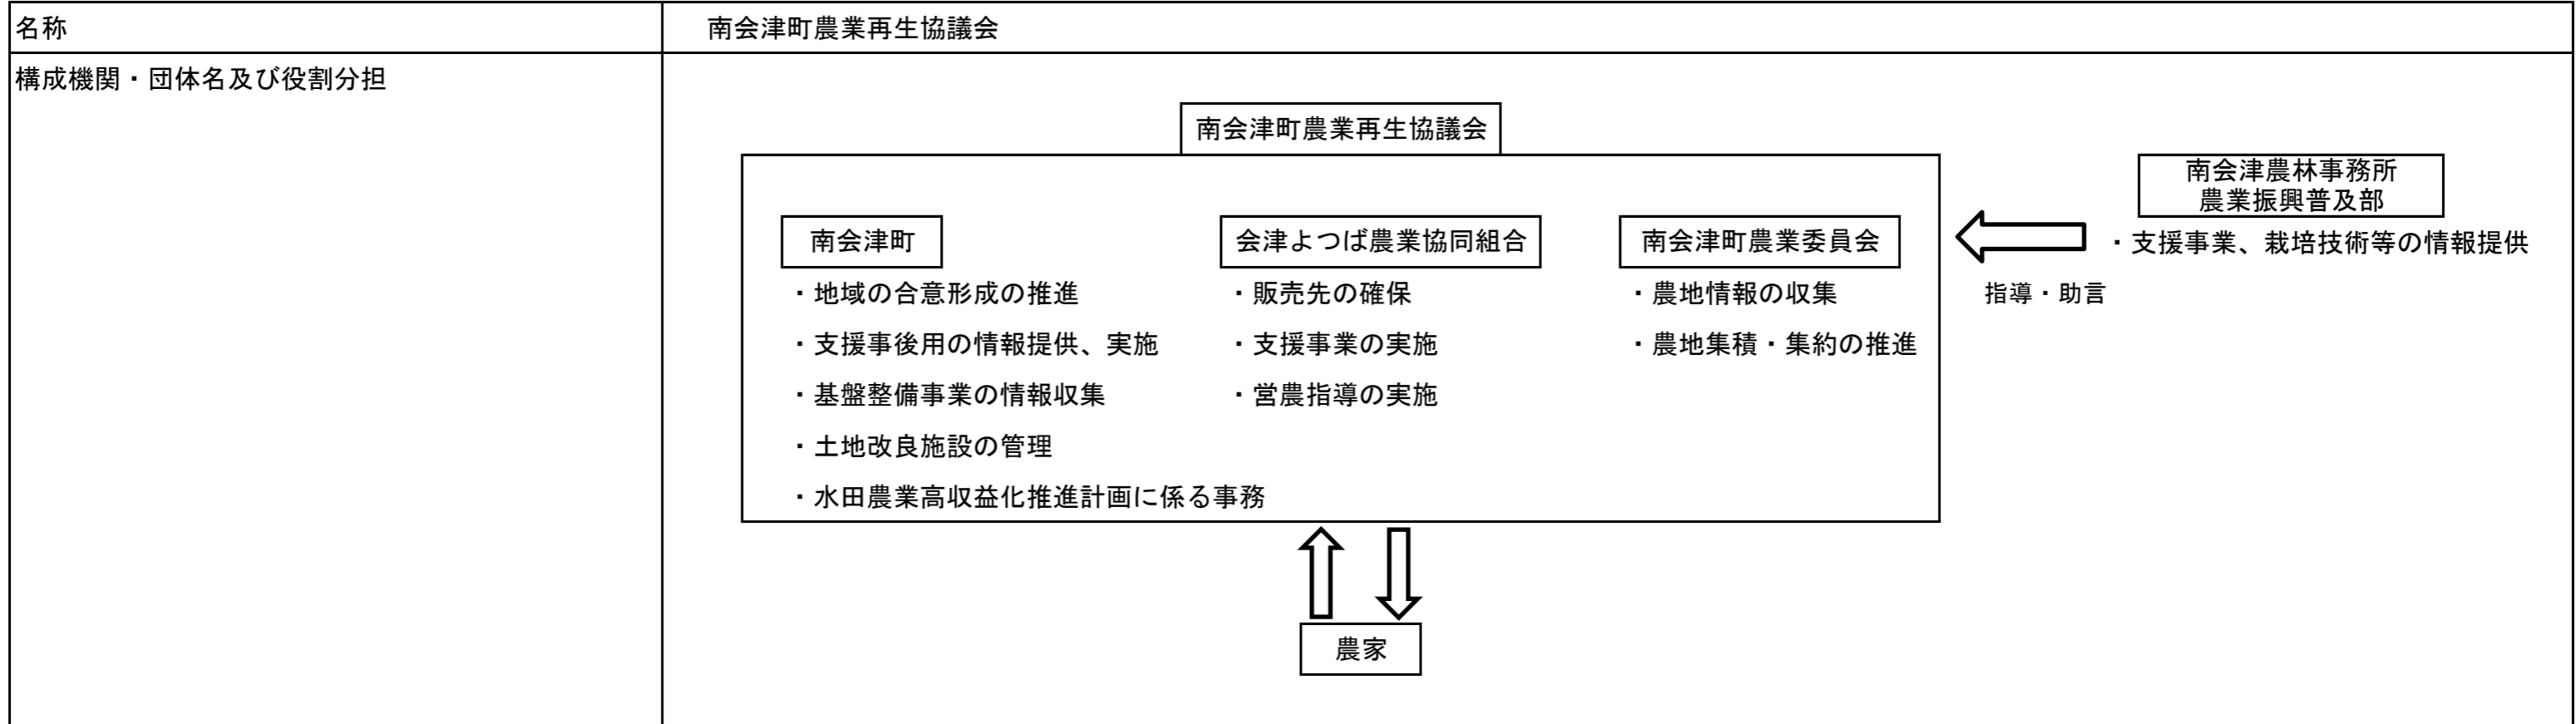 名称
南会津町農業再生協議会
構成機関・団体名及び役割分担
南会津町農業再生協議会
南会津町
・地域の合意形成の推進
・支援事後用の情報提供、実施
・基盤整備事業の情報収集
・土地改良施設の管理
・水田農業高収益化推進計画に係る事務
会津よつば農業協同組合
・販売先の確保
・支援事業の実施
・営農指導の実施
南会津町農業委員会
・農地情報の収集
・農地集積・集約の推進
南会津農林事務所
農業振興普及部
・支援事業、栽培技術等の情報提供
指導・助言
農家